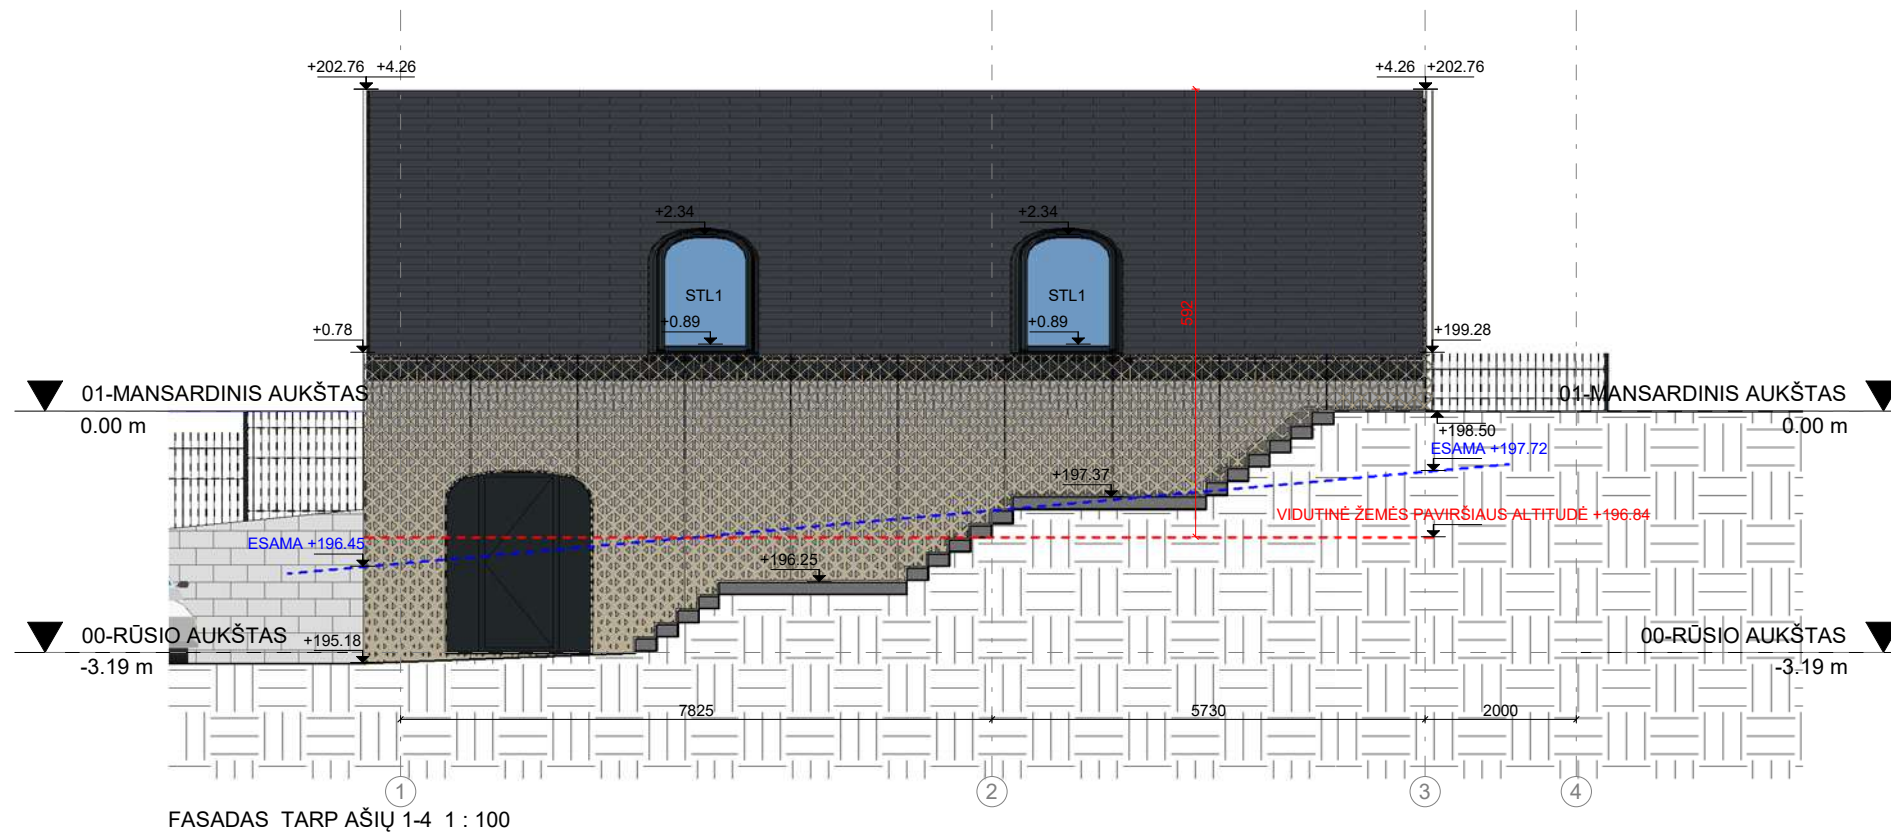 +202.76 +4.26
+4.26 +202.76
+2.34
+2.34
STL1
STL1
592
+0.78
+0.89
+0.89
+199.28
01-MANSARDINIS AUKŠTAS
01-MANSARDINIS AUKŠTAS
0.00 m
0.00 m
+198.50
ESAMA +197.72
+197.37
VIDUTINĖ ŽEMĖS PAVIRŠIAUS ALTITUDĖ +196.84
ESAMA +196.45
+196.25
00-RŪSIO AUKŠTAS
+195.18
00-RŪSIO AUKŠTAS
-3.19 m
-3.19 m
7825
5730
2000
1
2
3
4
FASADAS TARP AŠIŲ 1-4 1 : 100